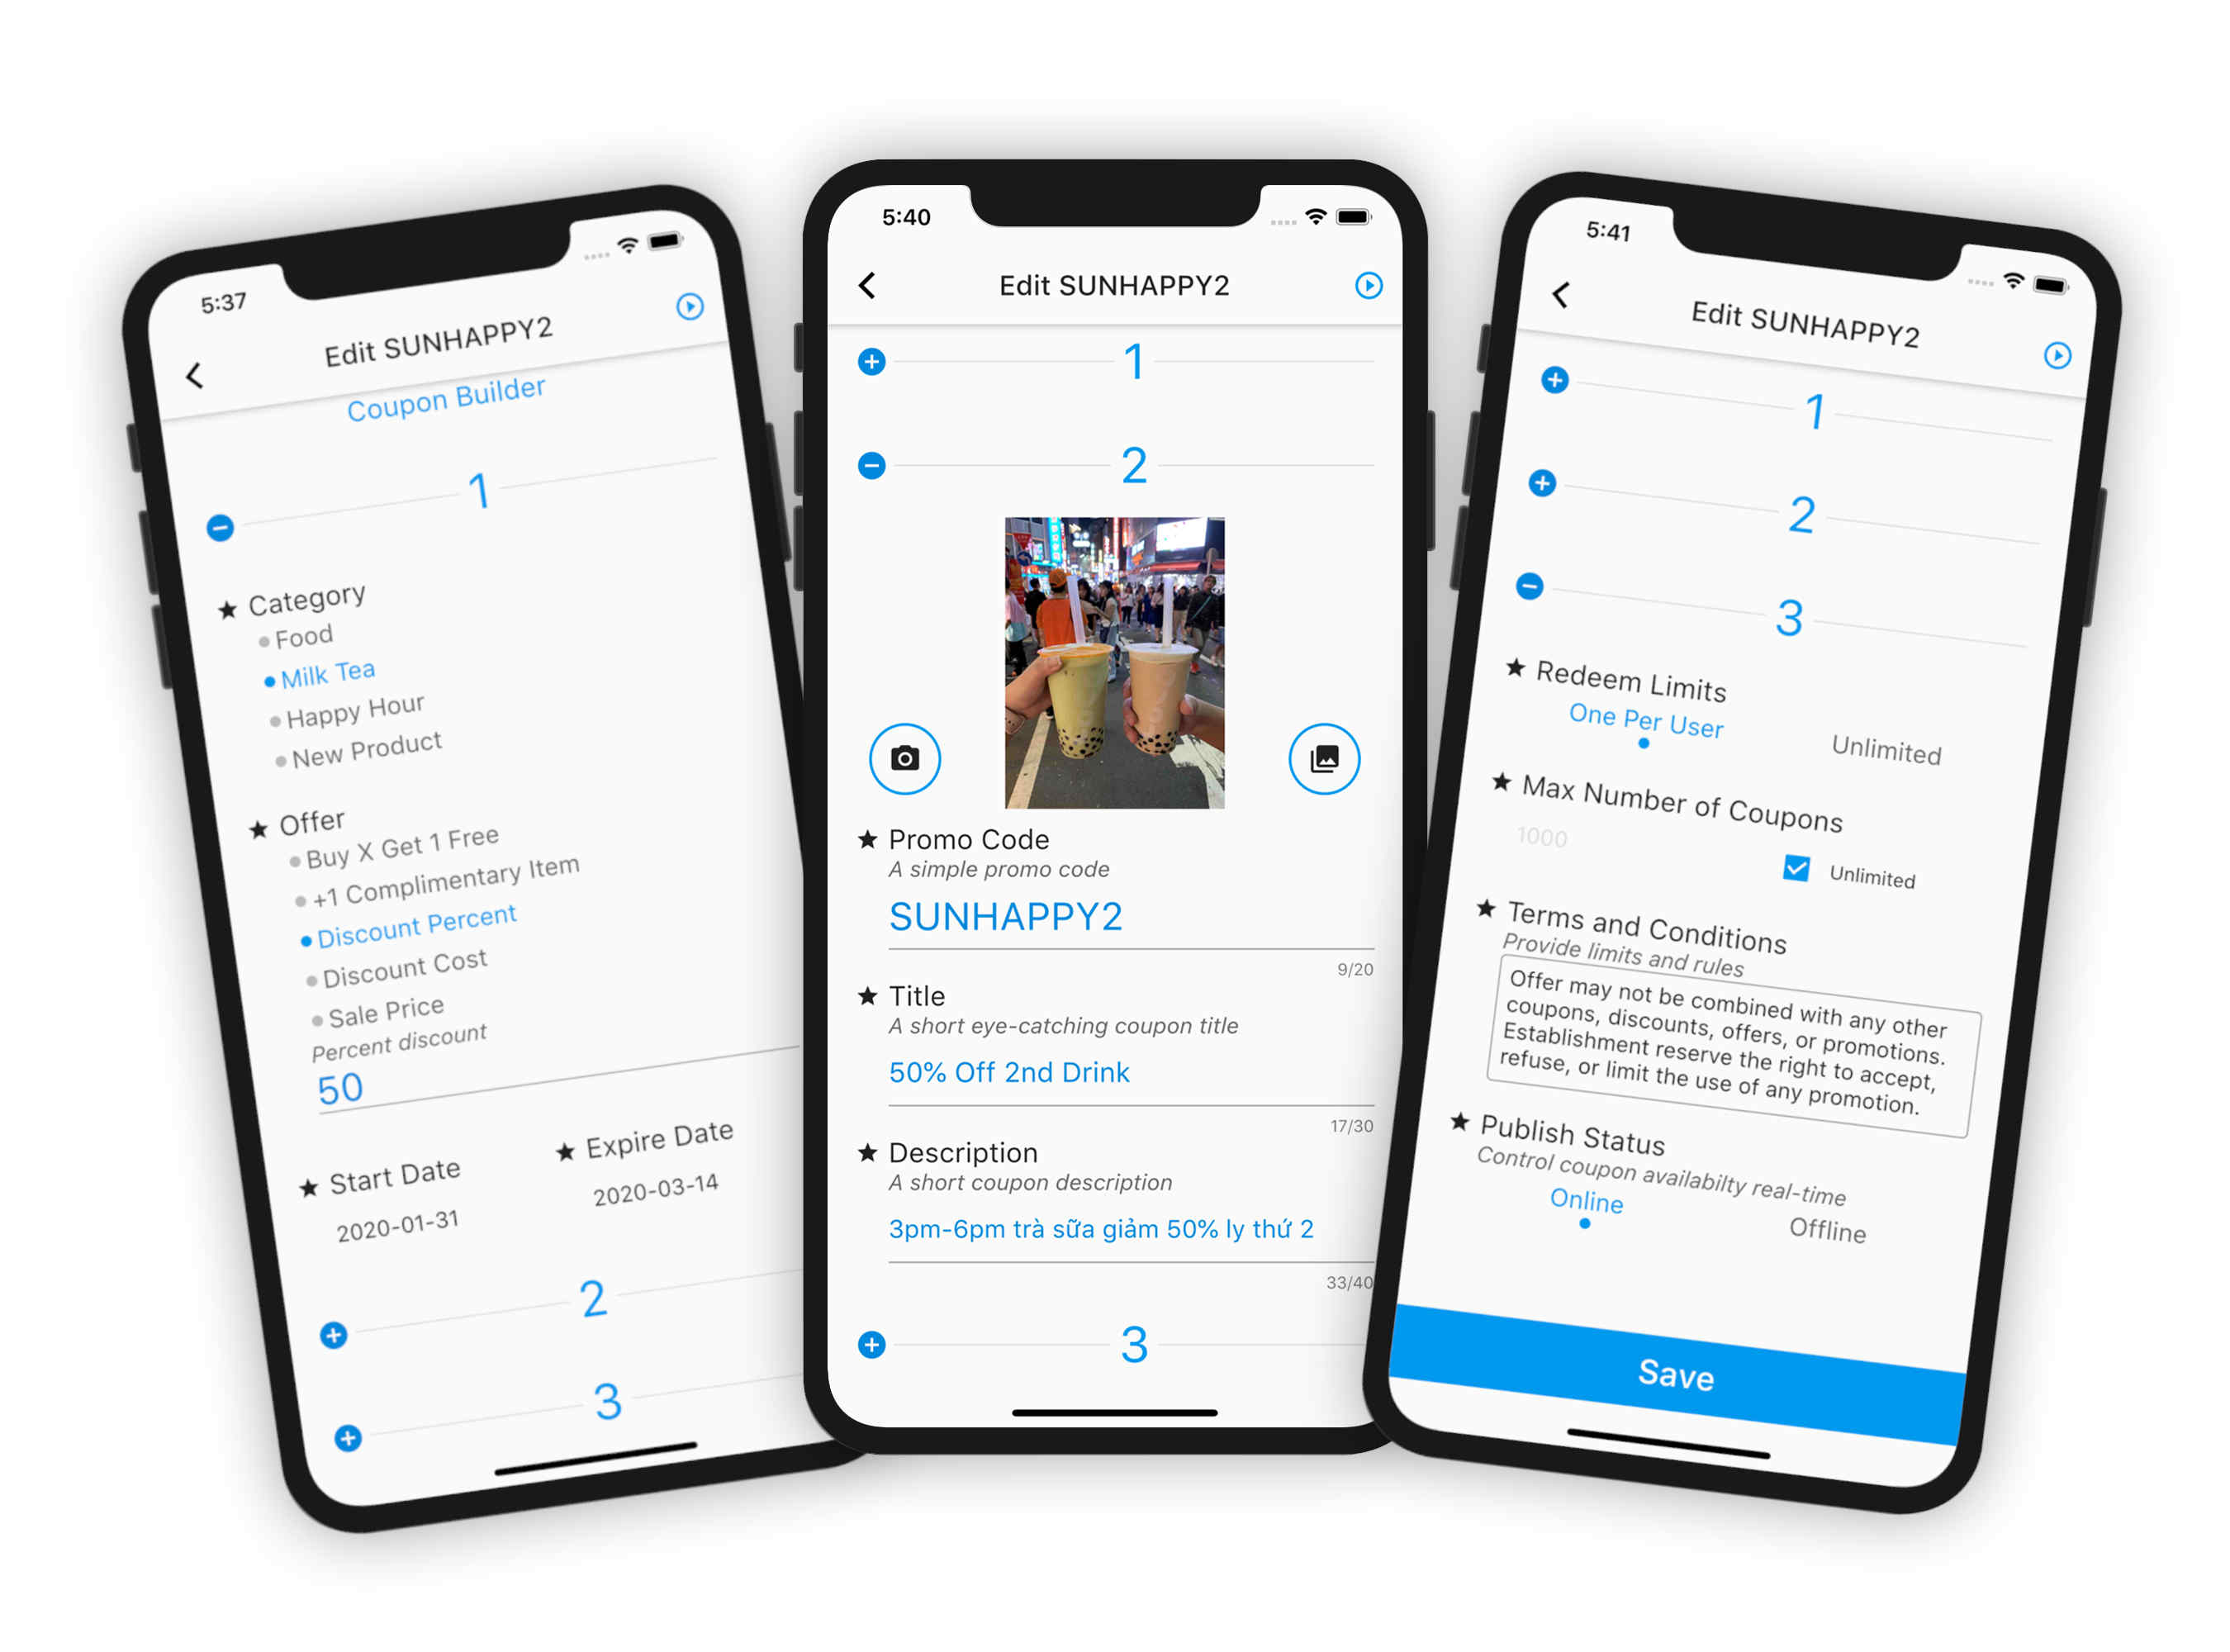 5:37
Edit SUNHAPPY2
Coupon Builder
1
Category
Food
Milk Tea
Happy Hour
New Product
Offer
Buy X Get 1 Free
+1 Complimentary Item
Discount Percent
Discount Cost
Sale Price
Percent discount
50
Start Date
Expire Date
2020-01-31
2020-03-14
2
3
5:40
Edit SUNHAPPY2
1
2
Promo Code
A simple promo code
SUNHAPPY2
9/20
Title
A short eye-catching coupon title
50% Off 2nd Drink
17/30
Description
A short coupon description
3pm-6pm trà sữa giảm 50% ly thứ 2
33/40
3
5:41
Edit SUNHAPPY2
1
2
3
Redeem Limits
One Per User
Unlimited
Max Number of Coupons
1000
Unlimited
Terms and Conditions
Provide limits and rules
Offer may not be combined with any other
coupons, discounts, offers, or promotions.
Establishment reserve the right to accept,
refuse, or limit the use of any promotion.
Publish Status
Control coupon availabilty real-time
Online
Offline
Save